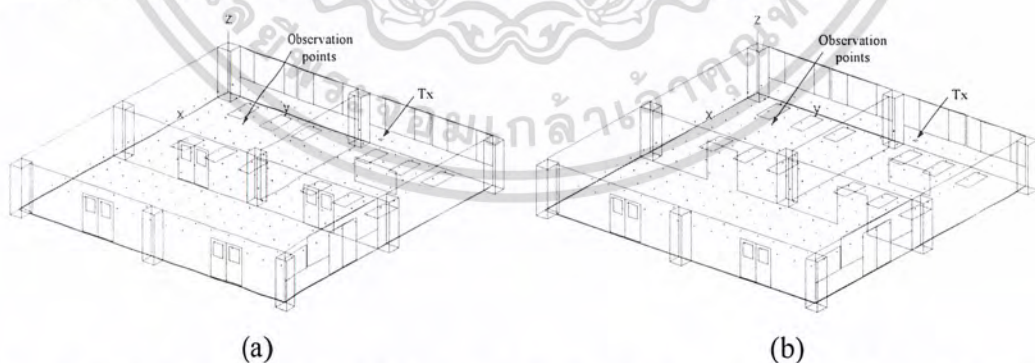 Z
Observation
points
Tx
x
y
Z
Observation
points
Tx
x
y
(a)
(b)